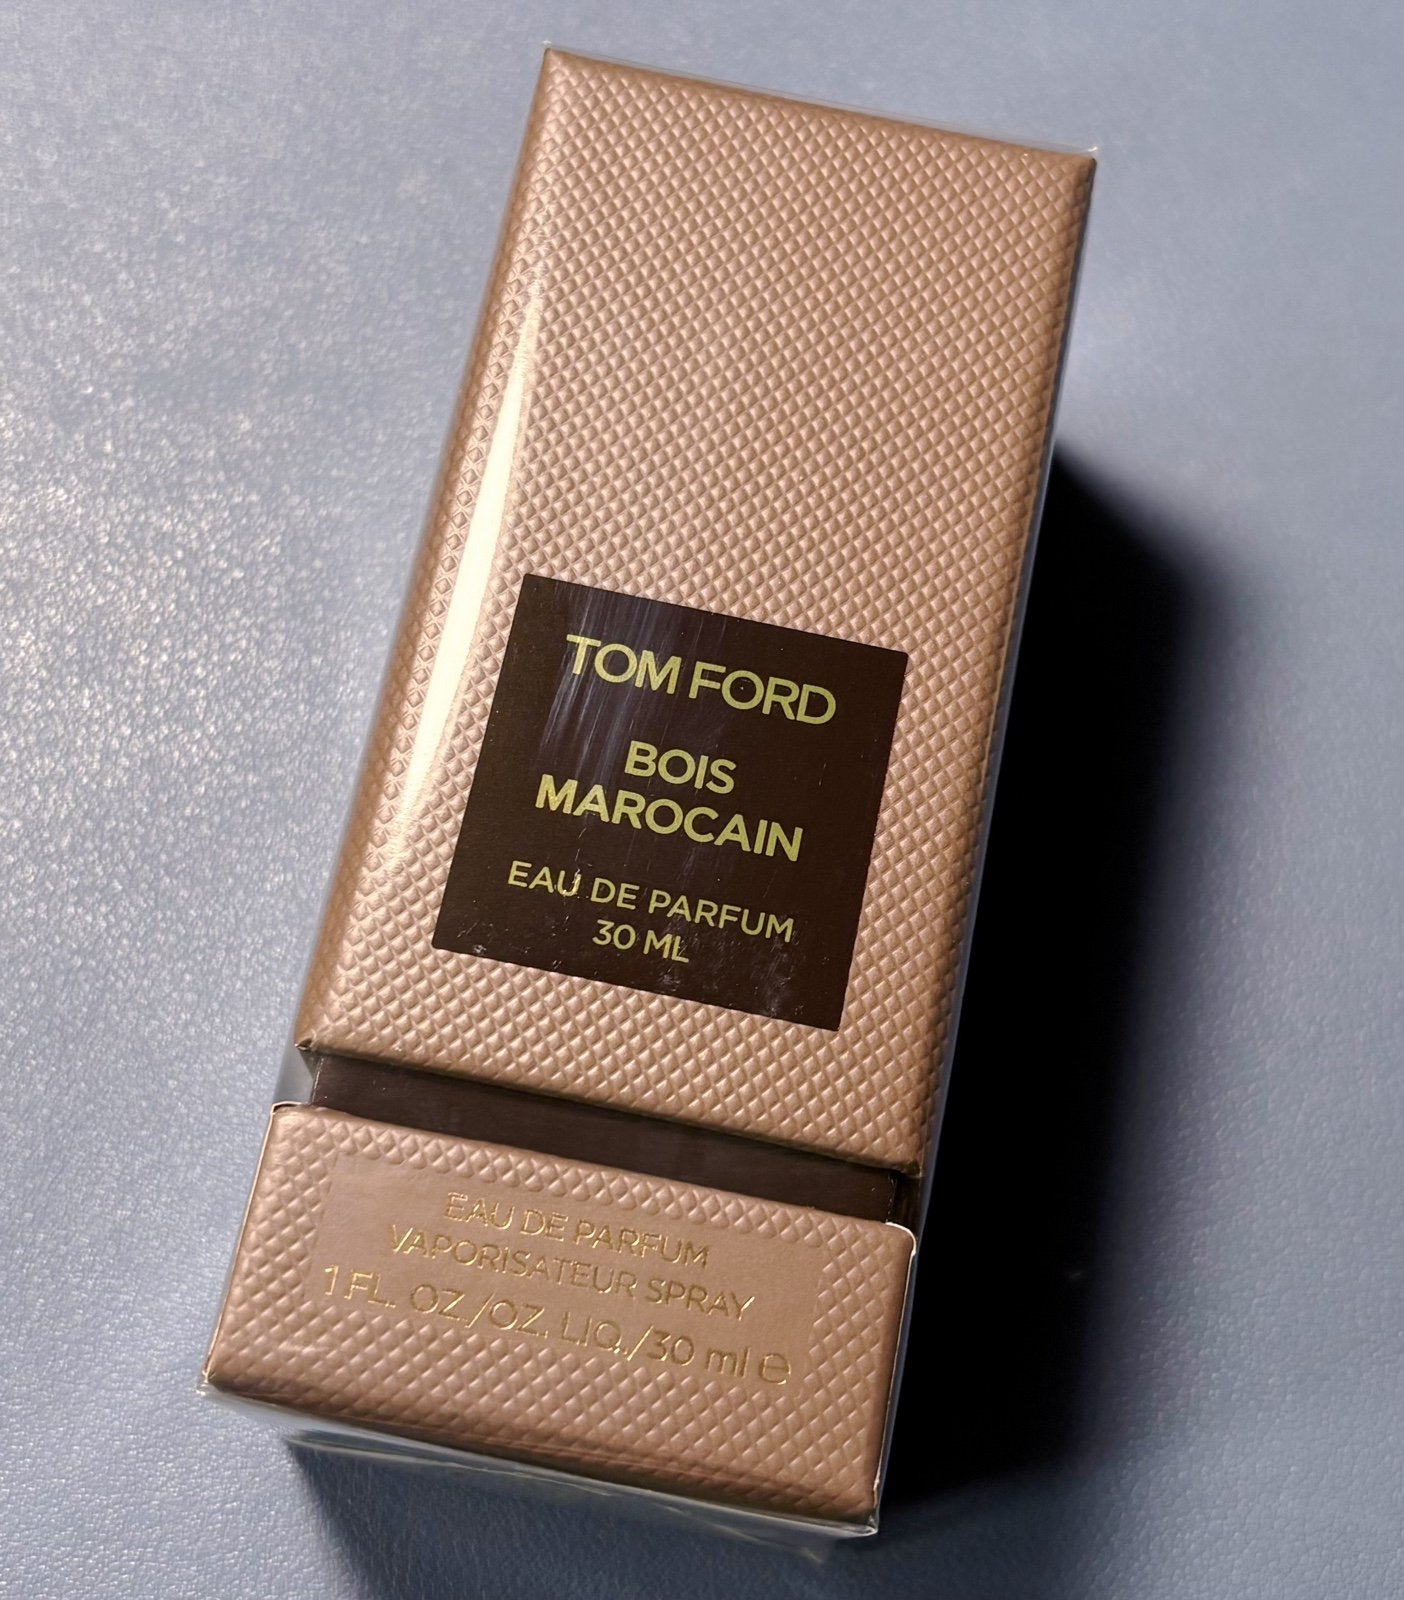 TOM FORD
BOIS
MAROCAIN
EAU DE PARFUM
30 ML
EAU DE PARFUM
VAPORISATEUR SPRAY
1 FL. OZ./OZ. LIQ./30 ml ℮